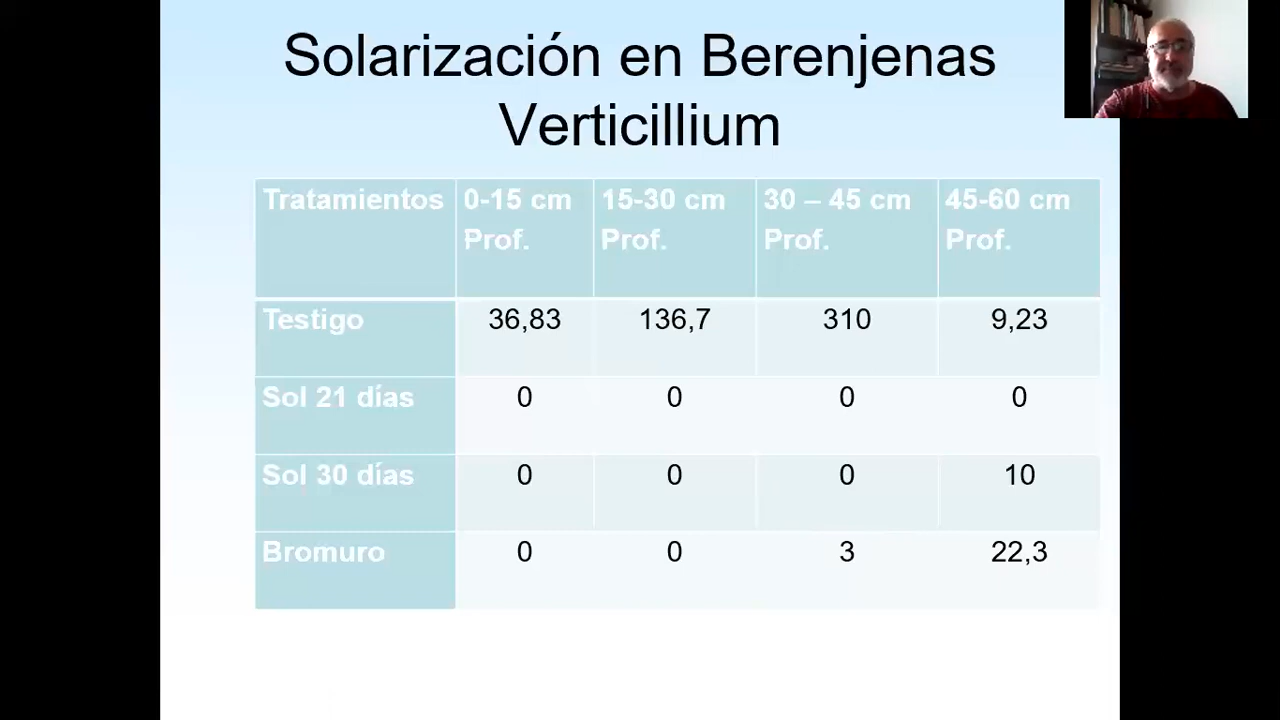 Solarización en Berenjenas
Verticillium
Tratamientos 0-15 cm Prof. 15-30 cm Prof. 30 – 45 cm Prof. 45-60 cm Prof.
Testigo 36,83 136,7 310 9,23
Sol 21 días 0 0 0 0
Sol 30 días 0 0 0 10
Bromuro 0 0 3 22,3